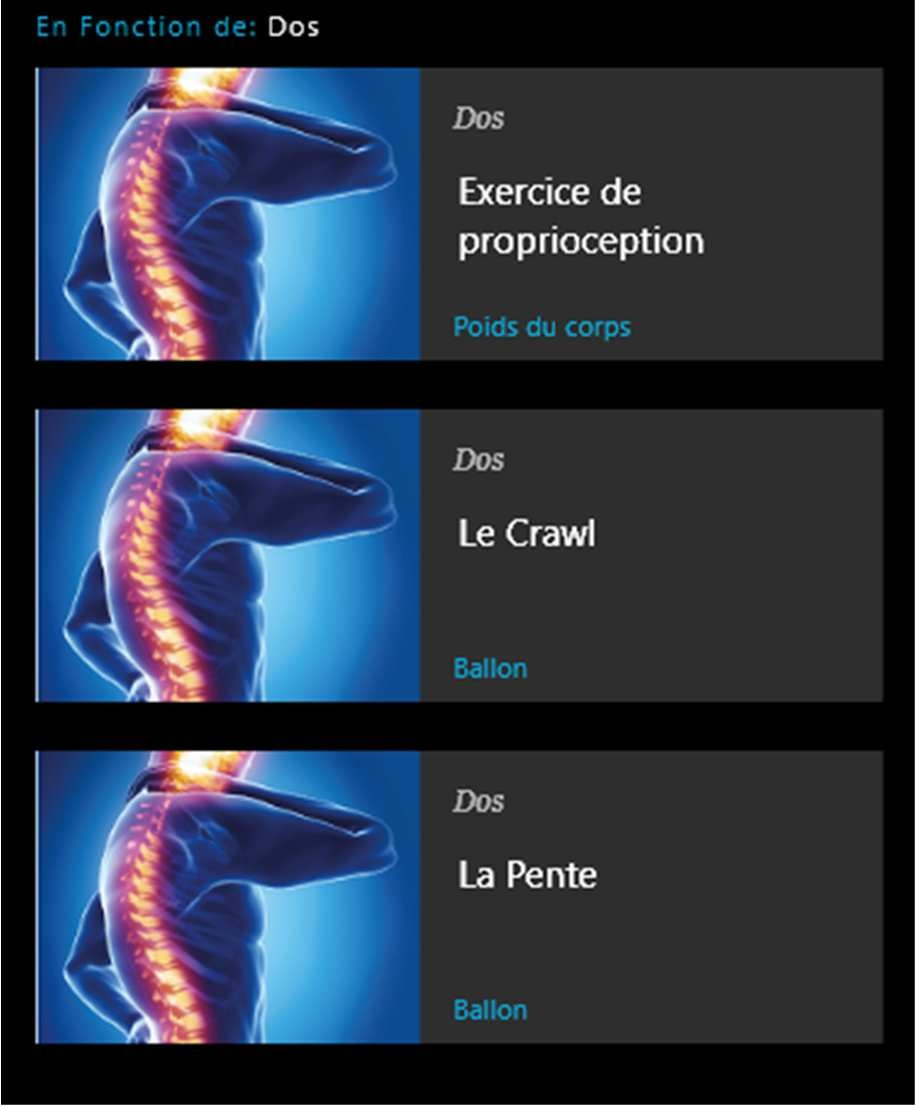 En Fonction de: Dos
Dos
Exercice de
proprioception
Poids du corps
Dos
Le Crawl
Ballon
Dos
La Pente
Ballon